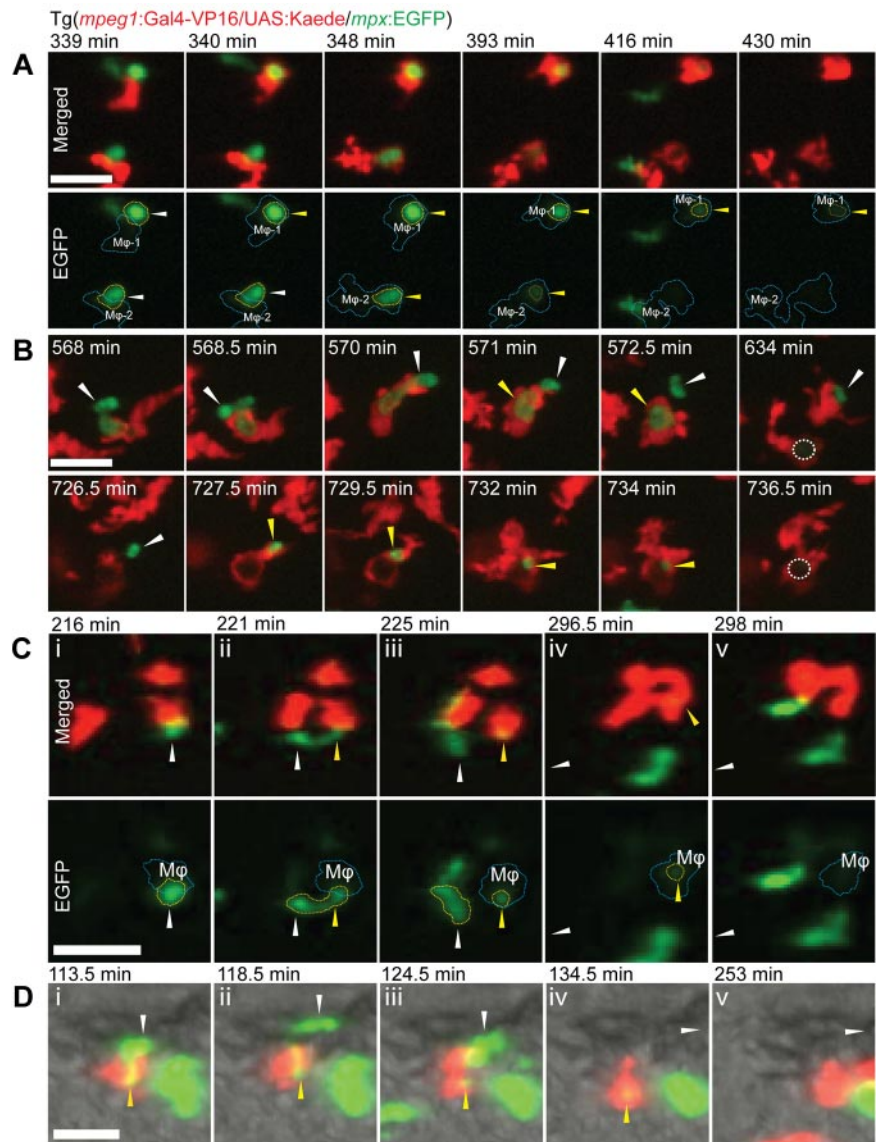 Tg(mpeg1:Gal4-VP16/UAS:Kaede/mpx:EGFP)
339 min 340 min 348 min 393 min 416 min 430 min
A
Merged
EGFP
Mφ-1 Mφ-1 Mφ-1 Mφ-1 Mφ-1 Mφ-1
Mφ-2 Mφ-2 Mφ-2 Mφ-2 Mφ-2 Mφ-2
B
568 min 568.5 min 570 min 571 min 572.5 min 634 min
726.5 min 727.5 min 729.5 min 732 min 734 min 736.5 min
216 min 221 min 225 min 296.5 min 298 min
C
i ii iii iv v
Merged
EGFP
Mφ Mφ Mφ Mφ Mφ
113.5 min 118.5 min 124.5 min 134.5 min 253 min
D
i ii iii iv v